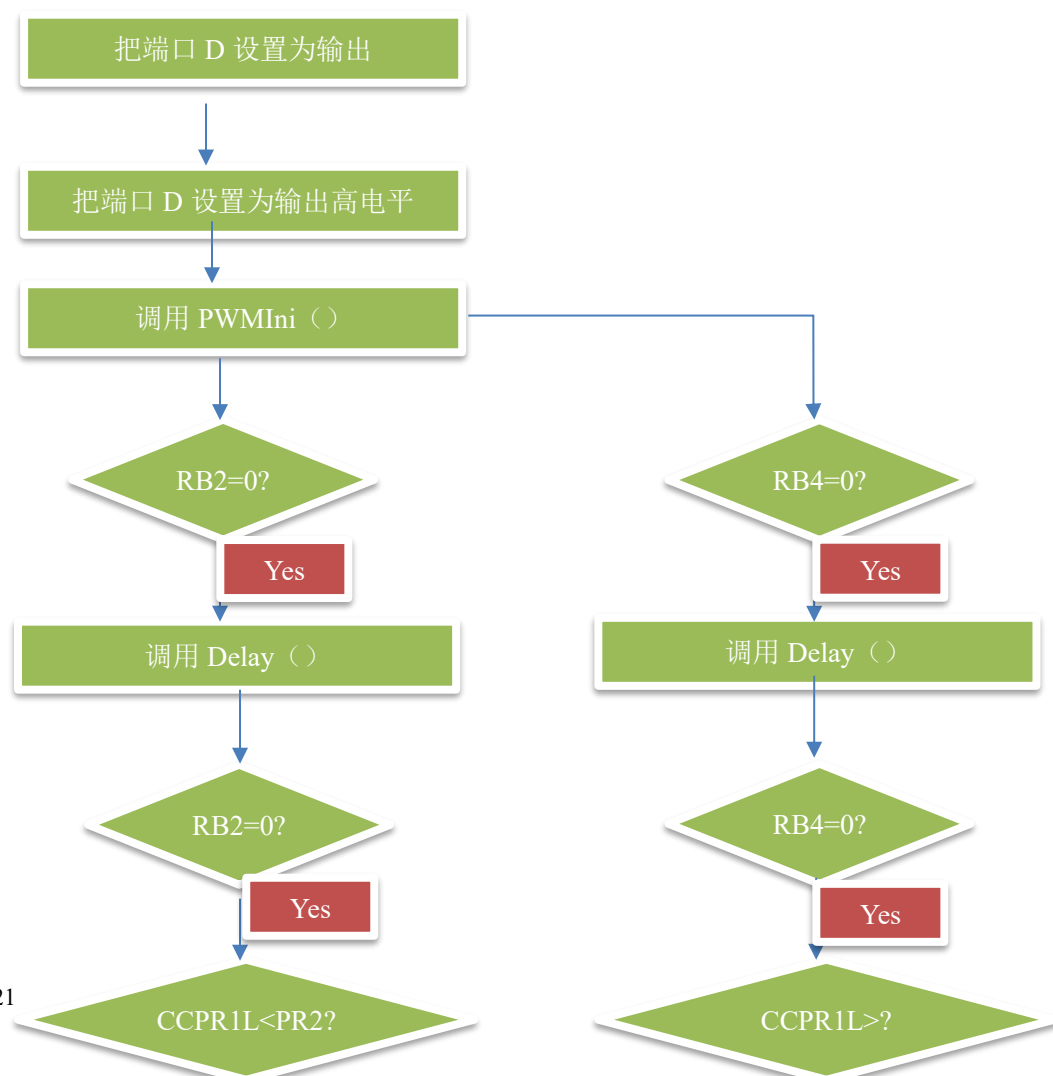 把端口 D 设置为输出
把端口 D 设置为输出高电平
调用 PWMIni（）
RB2=0?
RB4=0?
Yes
Yes
调用 Delay（）
调用 Delay（）
RB2=0?
RB4=0?
Yes
Yes
21
CCPR1L<PR2?
CCPR1L>?